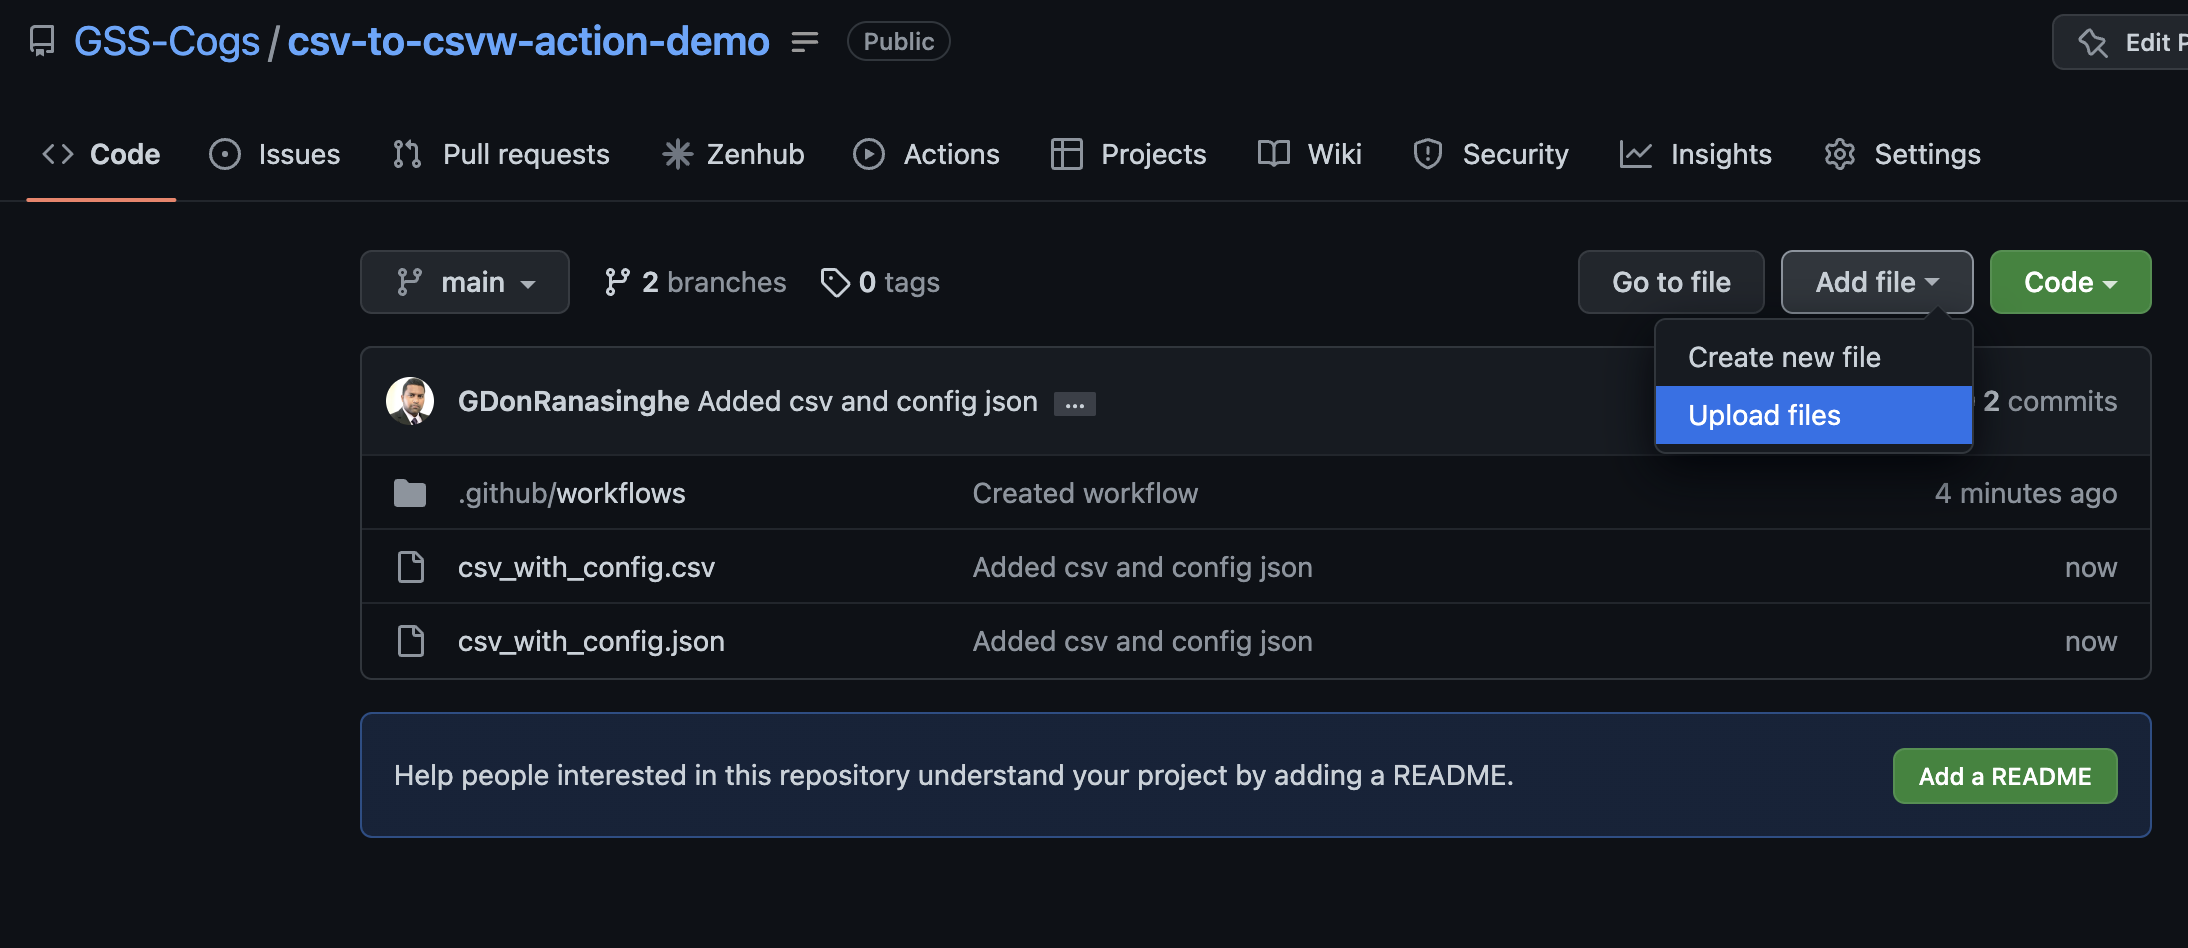 GSS-Cogs / csv-to-csvw-action-demo Public Edit
Code Issues Pull requests Zenhub Actions Projects Wiki Security Insights Settings
main 2 branches 0 tags Go to file Add file Code
Create new file
Upload files
GDonRanasinghe Added csv and config json ... 2 commits
.github/workflows Created workflow 4 minutes ago
csv_with_config.csv Added csv and config json now
csv_with_config.json Added csv and config json now
Help people interested in this repository understand your project by adding a README. Add a README